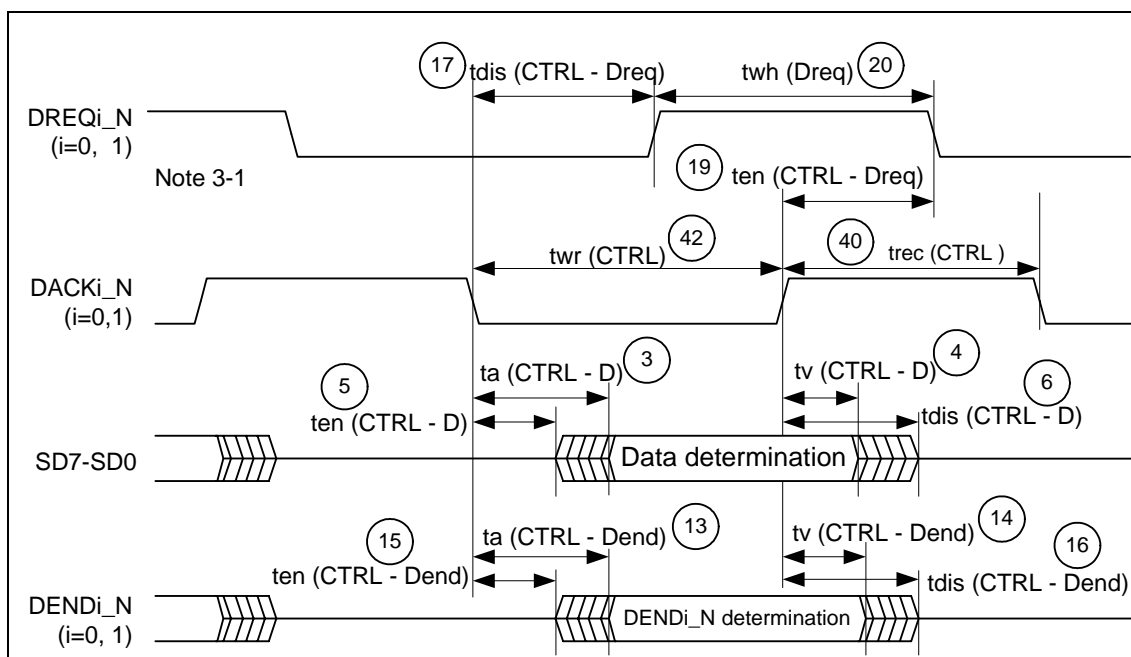 17 tdis (CTRL - Dreq) twh (Dreq) 20
DREQi_N
(i=0, 1)
Note 3-1
19 ten (CTRL - Dreq)
twr (CTRL) 42 40 trec (CTRL )
DACKi_N
(i=0,1)
ta (CTRL - D) 3 tv (CTRL - D) 4
5 ten (CTRL - D) 6 tdis (CTRL - D)
SD7-SD0 Data determination
ta (CTRL - Dend) 13 tv (CTRL - Dend) 14
15 ten (CTRL - Dend) 16 tdis (CTRL - Dend)
DENDi_N
(i=0, 1)
DENDi_N determination